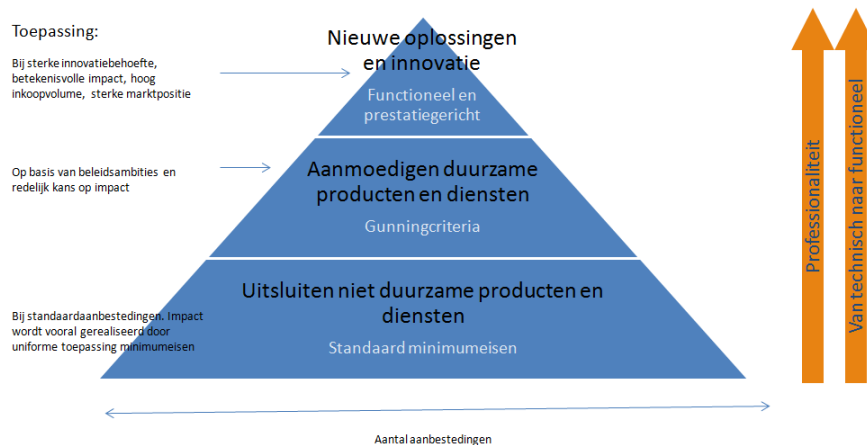 Toepassing:
Bij sterke innovatiebehoefte,
betekenisvolle impact, hoog
inkoopvolume, sterke marktpositie
Nieuwe oplossingen
en innovatie
Functioneel en
prestatiegericht
Op basis van beleidsambities en
redelijk kans op impact
Aanmoedigen duurzame
producten en diensten
Gunningcriteria
Bij standaardaanbestedingen. Impact
wordt vooral gerealiseerd door
uniforme toepassing minimumeisen
Uitsluiten niet duurzame producten en
diensten
Standaard minimumeisen
Aantal aanbestedingen
Professionaliteit
Van technisch naar functioneel